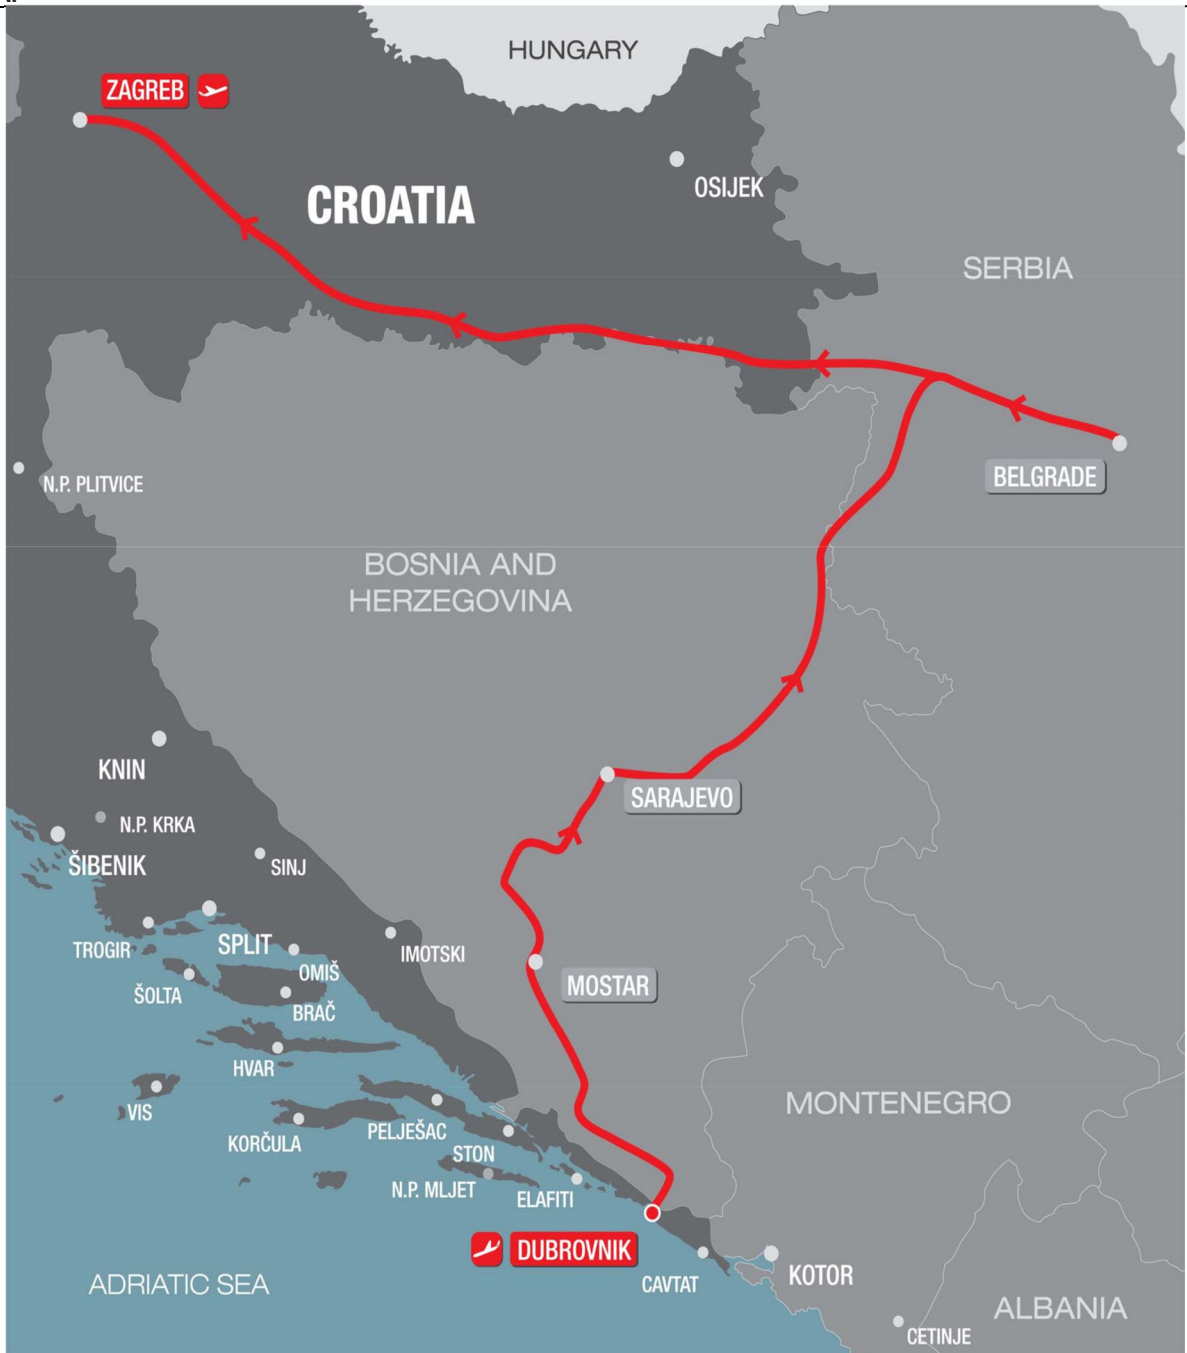 HUNGARY
ZAGREB
OSIJEK
CROATIA
SERBIA
BELGRADE
N.P. PLITVICE
BOSNIA AND
HERZEGOVINA
KNIN
SARAJEVO
N.P. KRKA
ŠIBENIK
SINJ
TROGIR
SPLIT
IMOTSKI
OMIŠ
MOSTAR
ŠOLTA
BRAČ
HVAR
VIS
MONTENEGRO
PELJEŠAC
KORČULA
STON
N.P. MLJET
ELAFITI
DUBROVNIK
CAVTAT
KOTOR
ADRIATIC SEA
ALBANIA
CETINJE